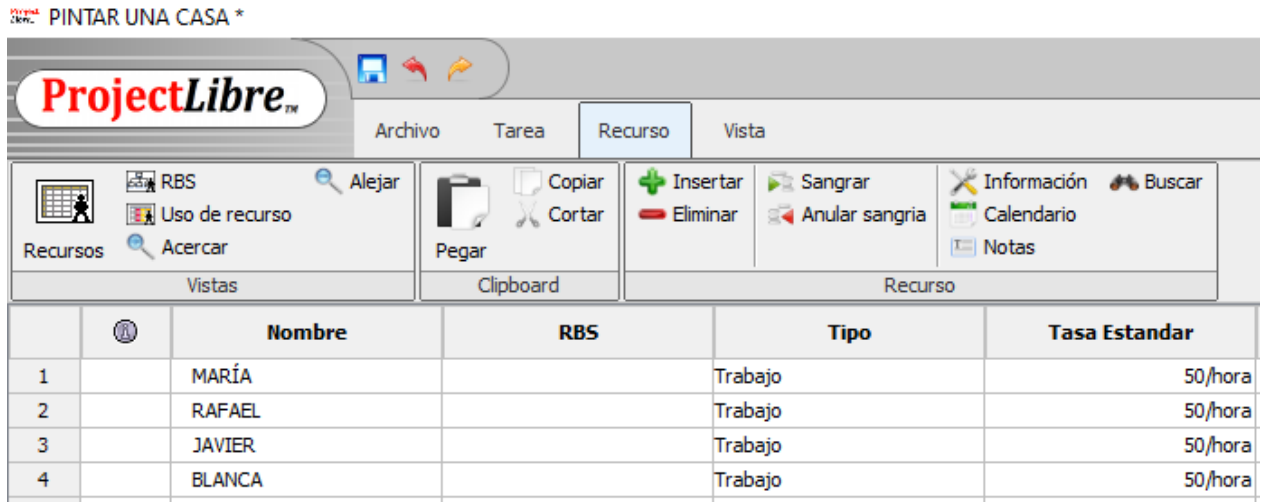 PINTAR UNA CASA *
ProjectLibre™
Archivo Tarea Recurso Vista
RBS Alejar Copiar Insertar Sangrar Información Buscar
Uso de recurso Cortar Eliminar Anular sangria Calendario
Recursos Acercar Pegar Notas
Vistas Clipboard Recurso
Nombre RBS Tipo Tasa Estandar
1 MARÍA Trabajo 50/hora
2 RAFAEL Trabajo 50/hora
3 JAVIER Trabajo 50/hora
4 BLANCA Trabajo 50/hora